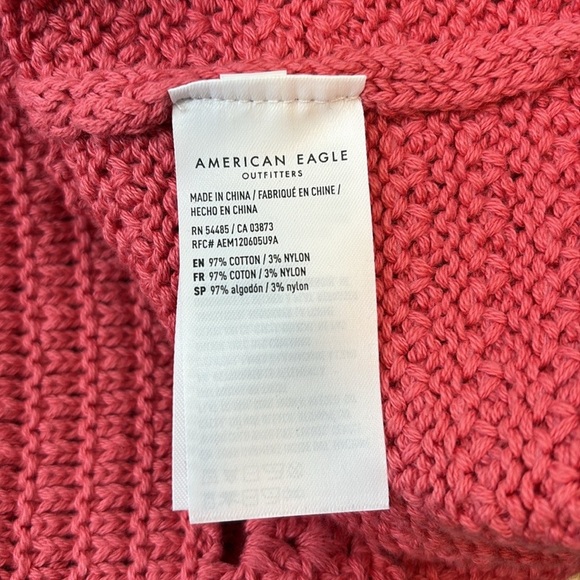 AMERICAN EAGLE
OUTFITTERS
MADE IN CHINA / FABRIQUÉ EN CHINE /
HECHO EN CHINA
RN 54485 / CA 03873
RFC# AEM120605U9A
EN 97% COTTON / 3% NYLON
FR 97% COTON / 3% NYLON
SP 97% algodón / 3% nylon